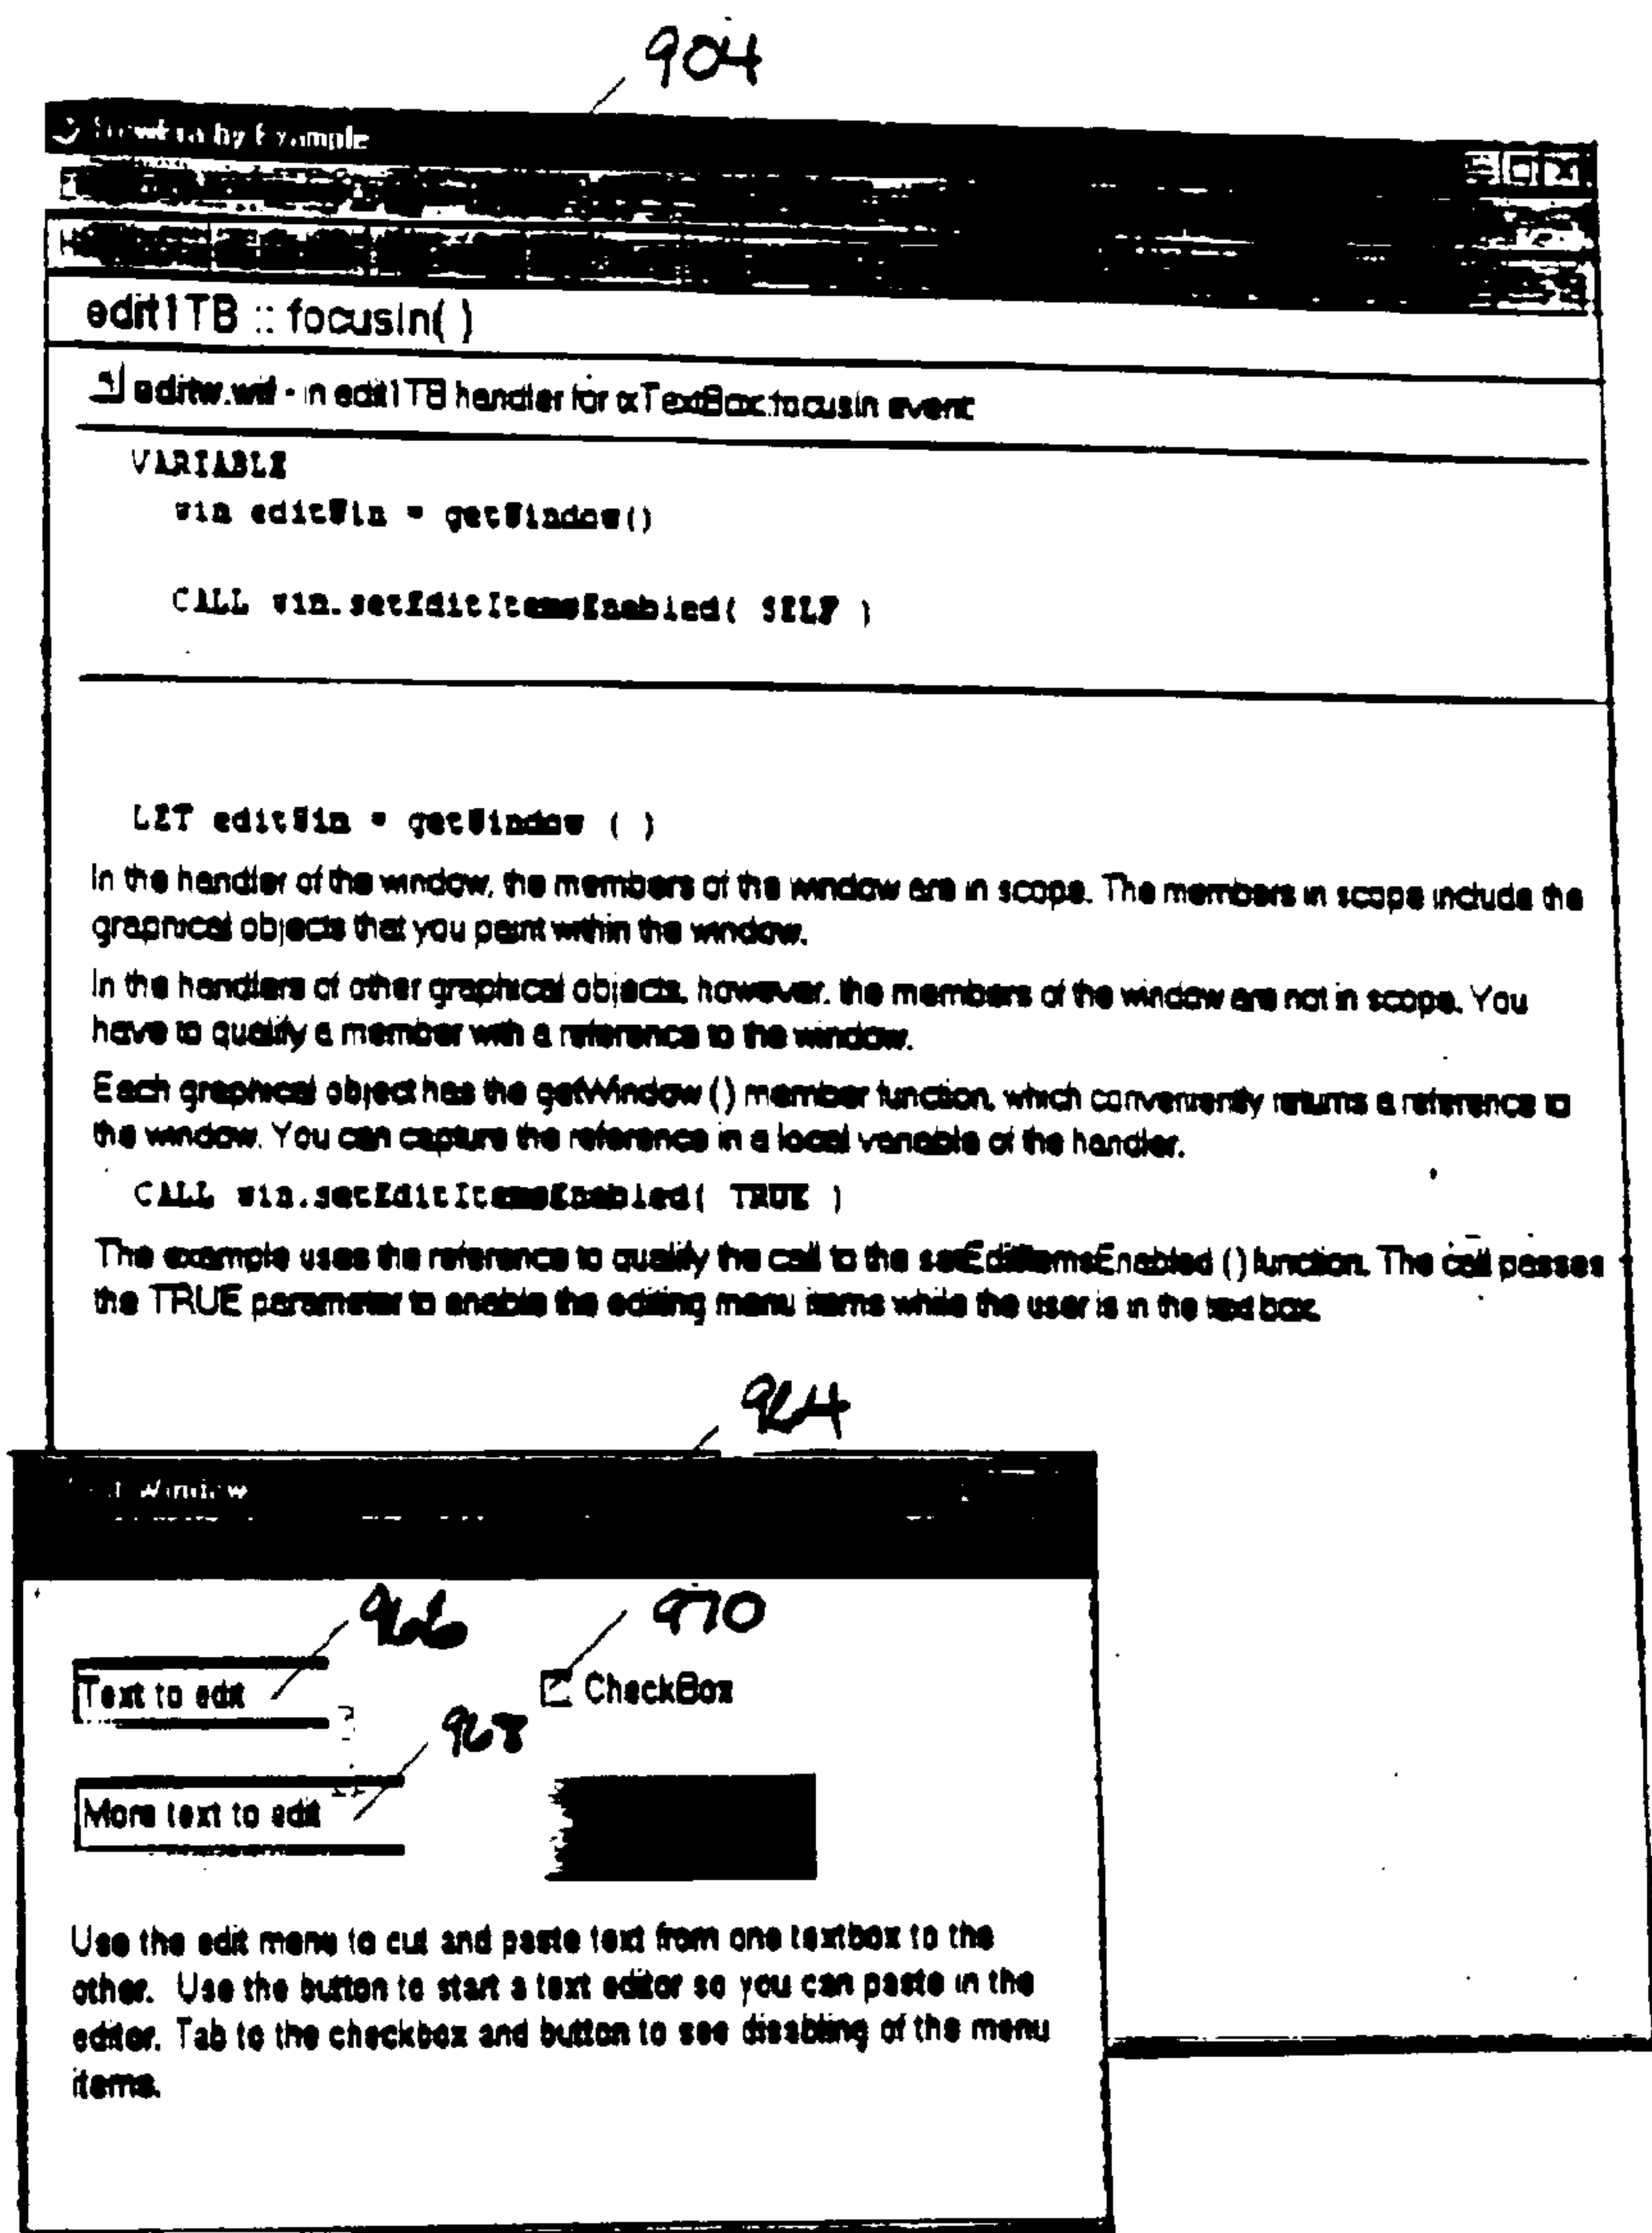 904
by Example
edit1TB :: focusIn( )
editw.wif - in edit1TB handler for ixTextBox:focusIn event
VARIABLE
win editWin = getWindow()
CALL win.setEditItemsEnabled( SELF )
LET editWin = getWindow ( )
In the handler of the window, the members of the window are in scope. The members in scope include the
graphical objects that you paint within the window.
In the handlers of other graphical objects, however, the members of the window are not in scope. You
have to qualify a member with a reference to the window.
Each graphical object has the getWindow () member function, which conveniently returns a reference to
the window. You can capture the reference in a local variable of the handler.
CALL win.setEditItemsEnabled( TRUE )
The example uses the reference to qualify the call to the setEditItemsEnabled () function. The call passes
the TRUE parameter to enable the editing menu items while the user is in the text box.
964
Window
966
970
Text to edit
CheckBox
968
More text to edit
Use the edit menu to cut and paste text from one textbox to the
other. Use the button to start a text editor so you can paste in the
editor. Tab to the checkbox and button to see disabling of the menu
items.